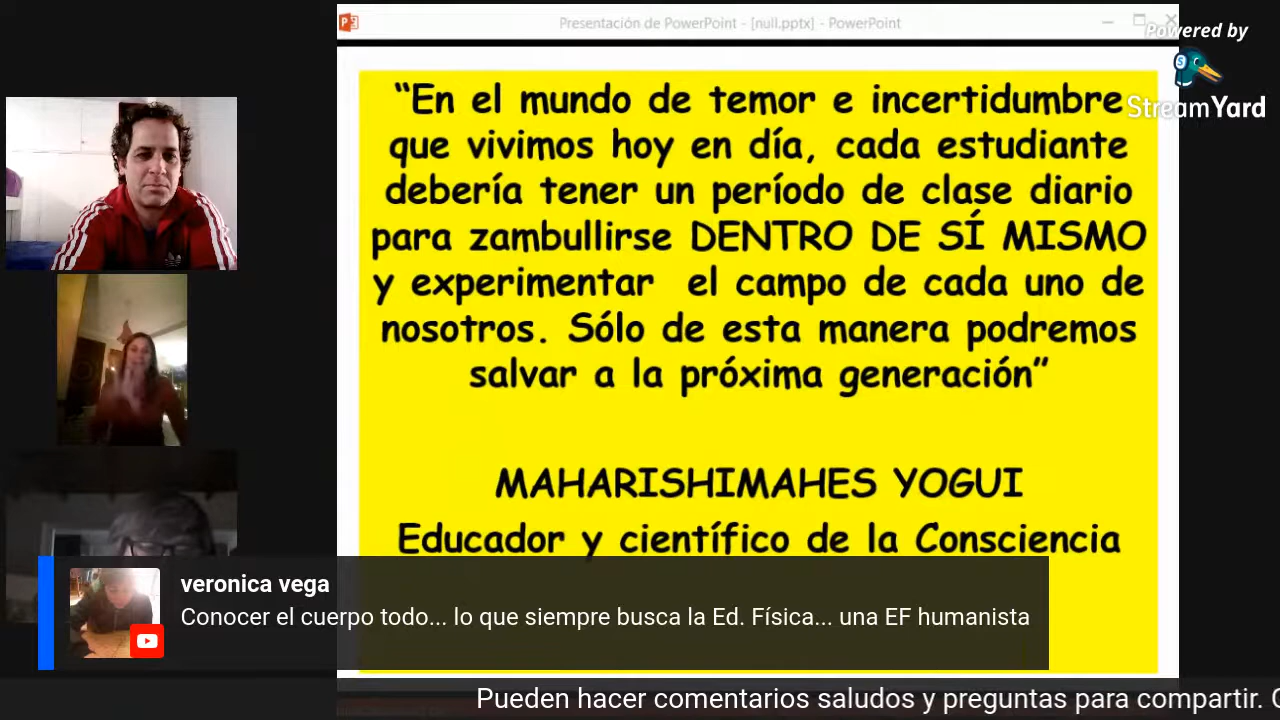 Presentación de PowerPoint - [null.pptx] - PowerPoint
Powered by
StreamYard
“En el mundo de temor e incertidumbre
que vivimos hoy en día, cada estudiante
debería tener un período de clase diario
para zambullirse DENTRO DE SÍ MISMO
y experimentar el campo de cada uno de
nosotros. Sólo de esta manera podremos
salvar a la próxima generación”
MAHARISHIMAHES YOGUI
Educador y científico de la Consciencia
veronica vega
Conocer el cuerpo todo... lo que siempre busca la Ed. Física... una EF humanista
Pueden hacer comentarios saludos y preguntas para compartir.